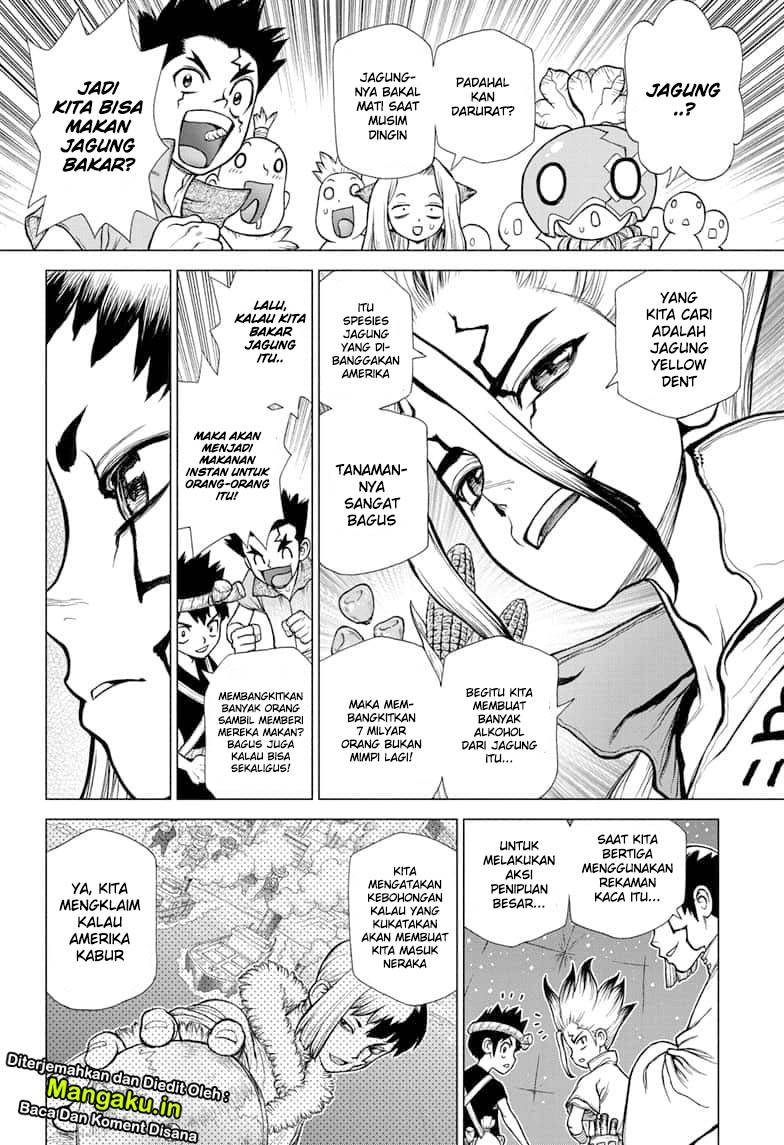 JAGUNG
..?
PADAHAL
KAN
DARURAT?
JAGUNG-
NYA BAKAL
MATI SAAT
MUSIM
DINGIN
JADI
KITA BISA
MAKAN
JAGUNG
BAKAR?
YANG
KITA CARI
ADALAH
JAGUNG
YELLOW
DENT
ITU
SPESIES
JAGUNG
YANG DI-
BANGGAKAN
AMERIKA
TANAMAN-
NYA
SANGAT
BAGUS
BEGITU KITA
MEMBUAT
BANYAK
ALKOHOL
DARI JAGUNG
ITU...
MAKA MEM-
BANGKITKAN
7 MILYAR
ORANG BUKAN
MIMPI LAGI!
LALU,
KALAU KITA
BAKAR
JAGUNG
ITU..
MAKA AKAN
MENJADI
MAKANAN
INSTAN UNTUK
ORANG-ORANG
ITU!
MEMBANGKITKAN
BANYAK ORANG
SAMBIL MEMBERI
MEREKA MAKAN?
BAGUS JUGA
KALAU BISA
SEKALIGUS!
SAAT KITA
BERTIGA
MENGGUNAKAN
REKAMAN
KACA ITU...
UNTUK
MELAKUKAN
AKSI
PENIPUAN
BESAR...
KITA
MENGATAKAN
KEBOHONGAN
KALAU YANG
KUKATAKAN
AKAN MEMBUAT
KITA MASUK
NERAKA
YA, KITA
MENGKLAIM
KALAU
AMERIKA
KABUR
Diterjemahkan dan Diedit Oleh :
Mangaku.in
Baca Dan Koment Disana